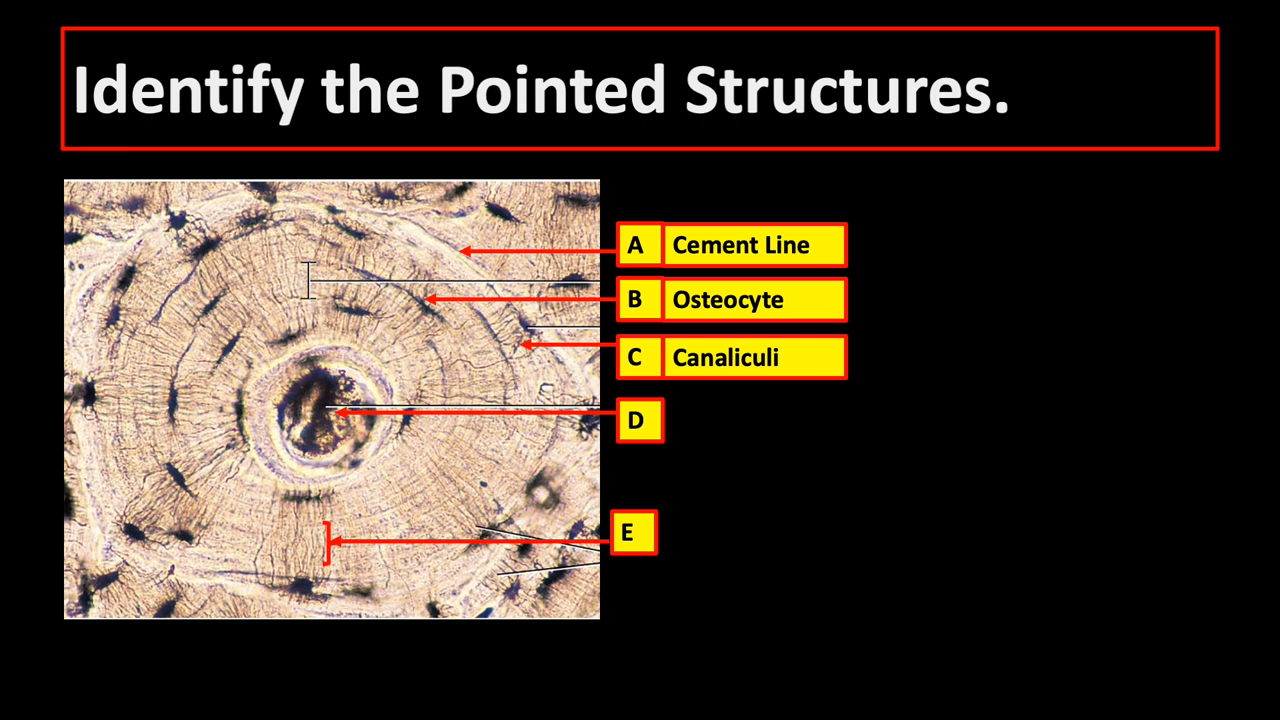 Identify the Pointed Structures.
A Cement Line
B Osteocyte
C Canaliculi
D
E